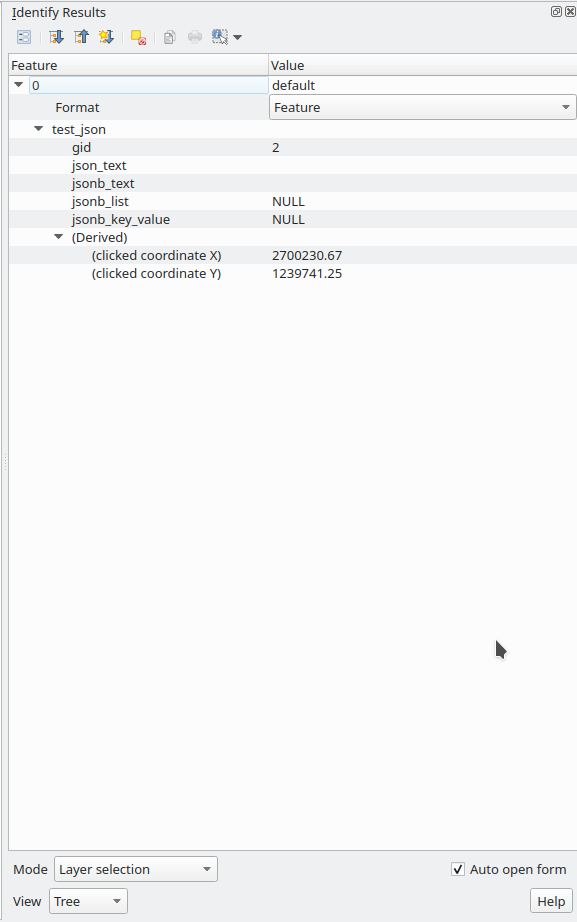 Identify Results
Feature Value
0 default
Format Feature
test_json
gid 2
json_text
jsonb_text
jsonb_list NULL
jsonb_key_value NULL
(Derived)
(clicked coordinate X) 2700230.67
(clicked coordinate Y) 1239741.25
Mode Layer selection Auto open form
View Tree Help